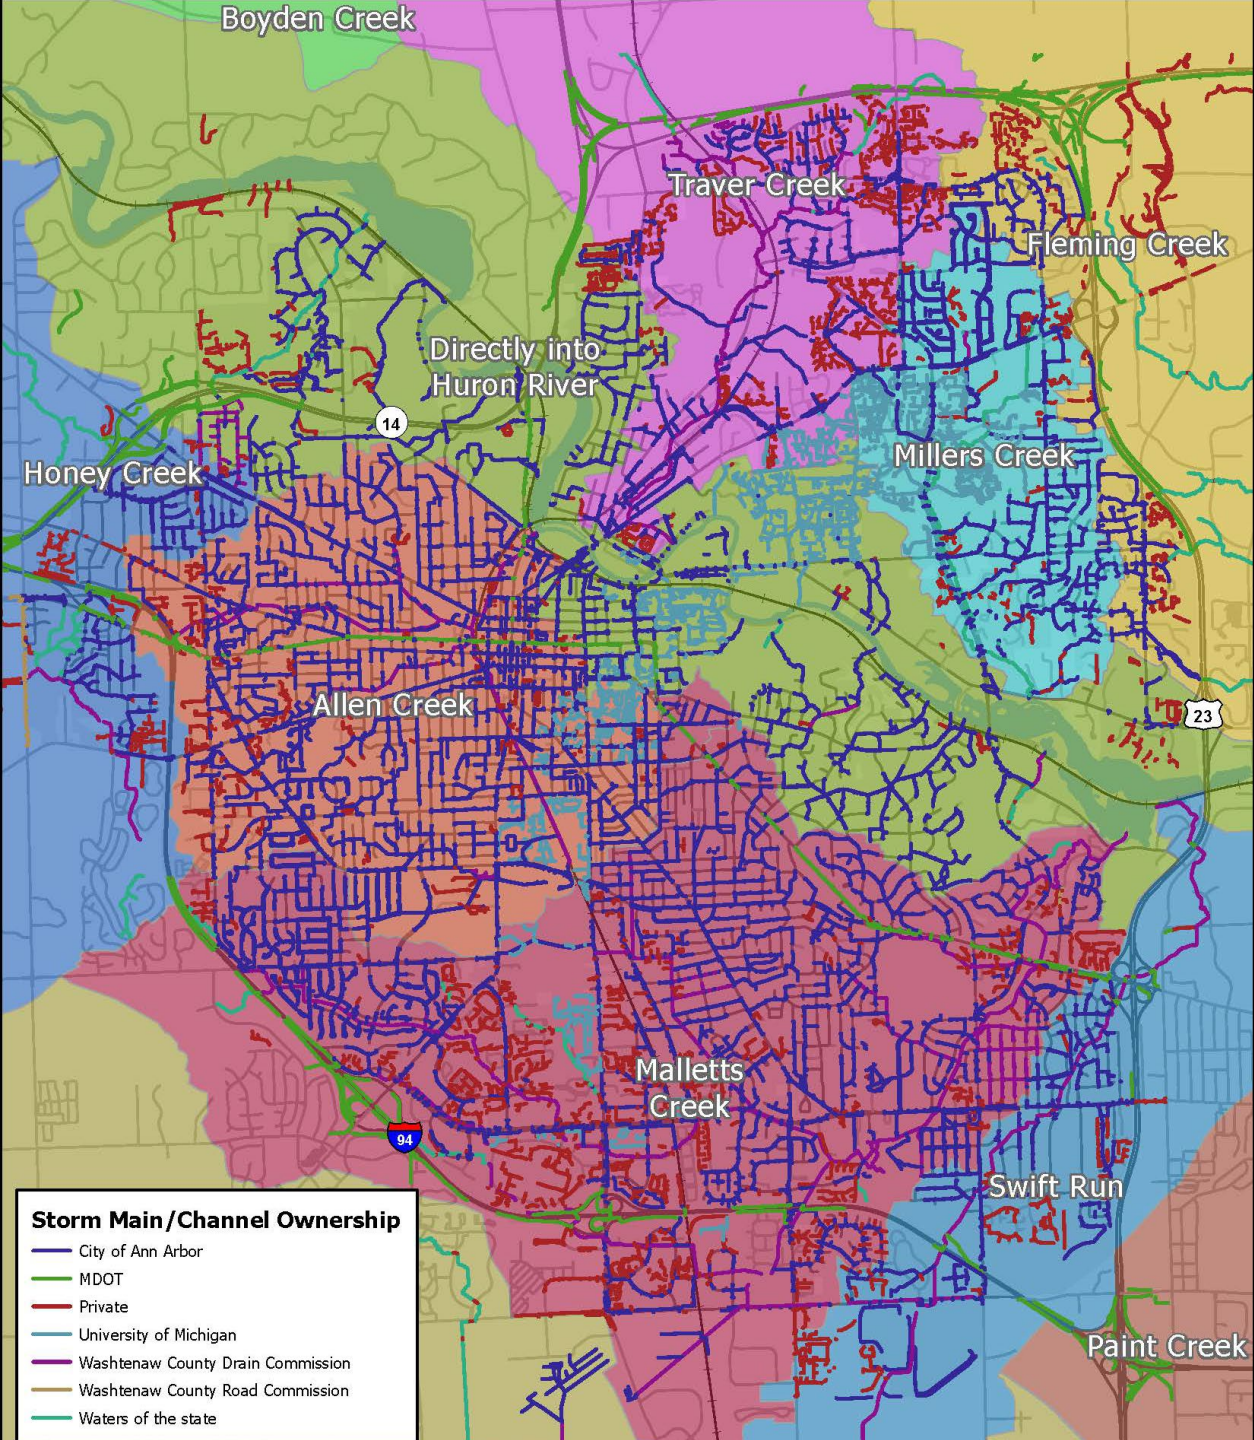 Boyden Creek
Traver Creek
Fleming Creek
Directly into
Huron River
14
Honey Creek
Millers Creek
Allen Creek
23
Malletts
Creek
94
Swift Run
Paint Creek
Storm Main/Channel Ownership
City of Ann Arbor
MDOT
Private
University of Michigan
Washtenaw County Drain Commission
Washtenaw County Road Commission
Waters of the state